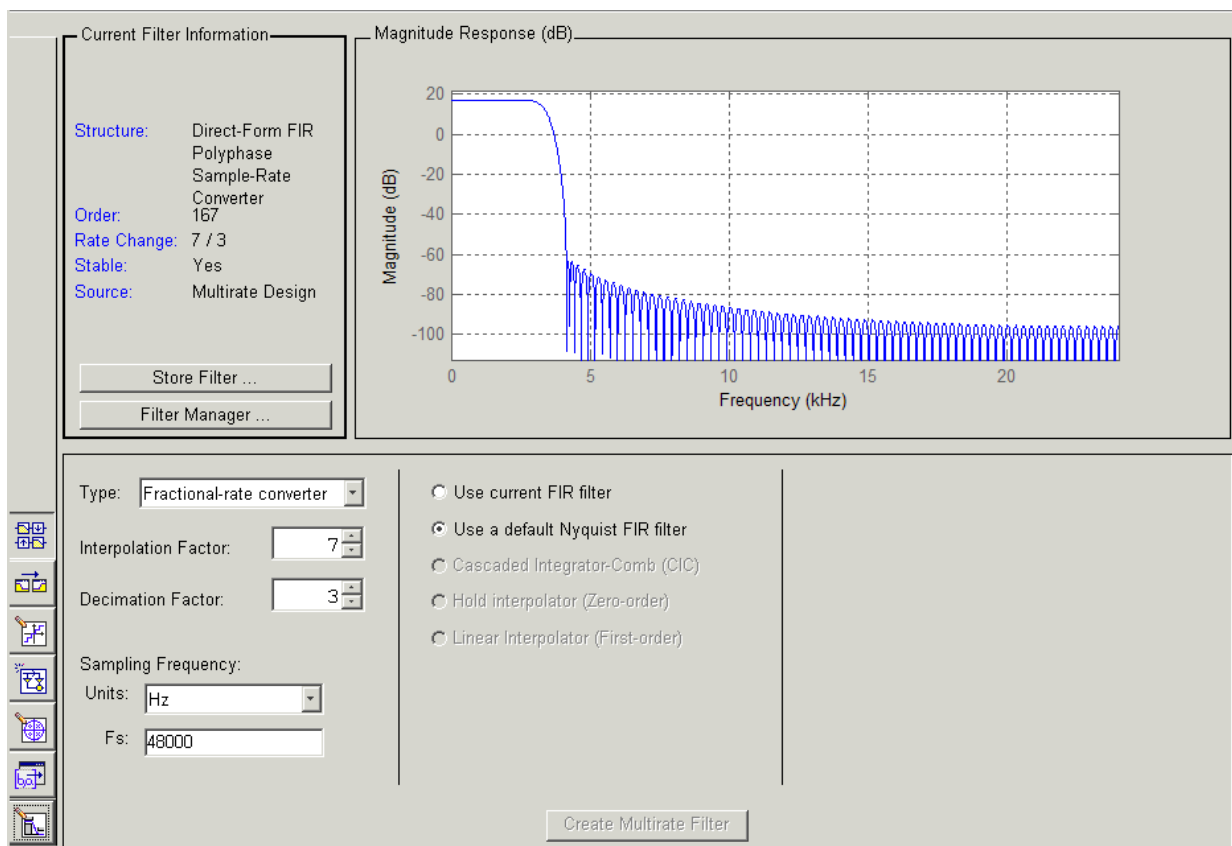 Current Filter Information
Structure: Direct-Form FIR
Polyphase
Sample-Rate
Converter
Order: 167
Rate Change: 7 / 3
Stable: Yes
Source: Multirate Design
Store Filter ...
Filter Manager ...
Magnitude Response (dB)
20
0
-20
-40
-60
-80
-100
Magnitude (dB)
0 5 10 15 20
Frequency (kHz)
Type: Fractional-rate converter
Interpolation Factor: 7
Decimation Factor: 3
Sampling Frequency:
Units: Hz
Fs: 48000
Use current FIR filter
Use a default Nyquist FIR filter
Cascaded Integrator-Comb (CIC)
Hold interpolator (Zero-order)
Linear Interpolator (First-order)
Create Multirate Filter
[b,a]